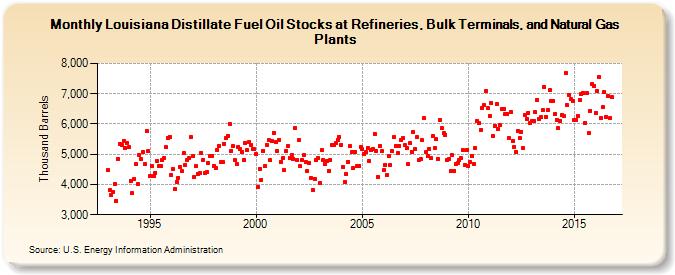 Monthly Louisiana Distillate Fuel Oil Stocks at Refineries, Bulk Terminals, and Natural Gas
Plants
Thousand Barrels
8,000
7,000
6,000
5,000
4,000
3,000
1995
2000
2005
2010
2015
Source: U.S. Energy Information Administration